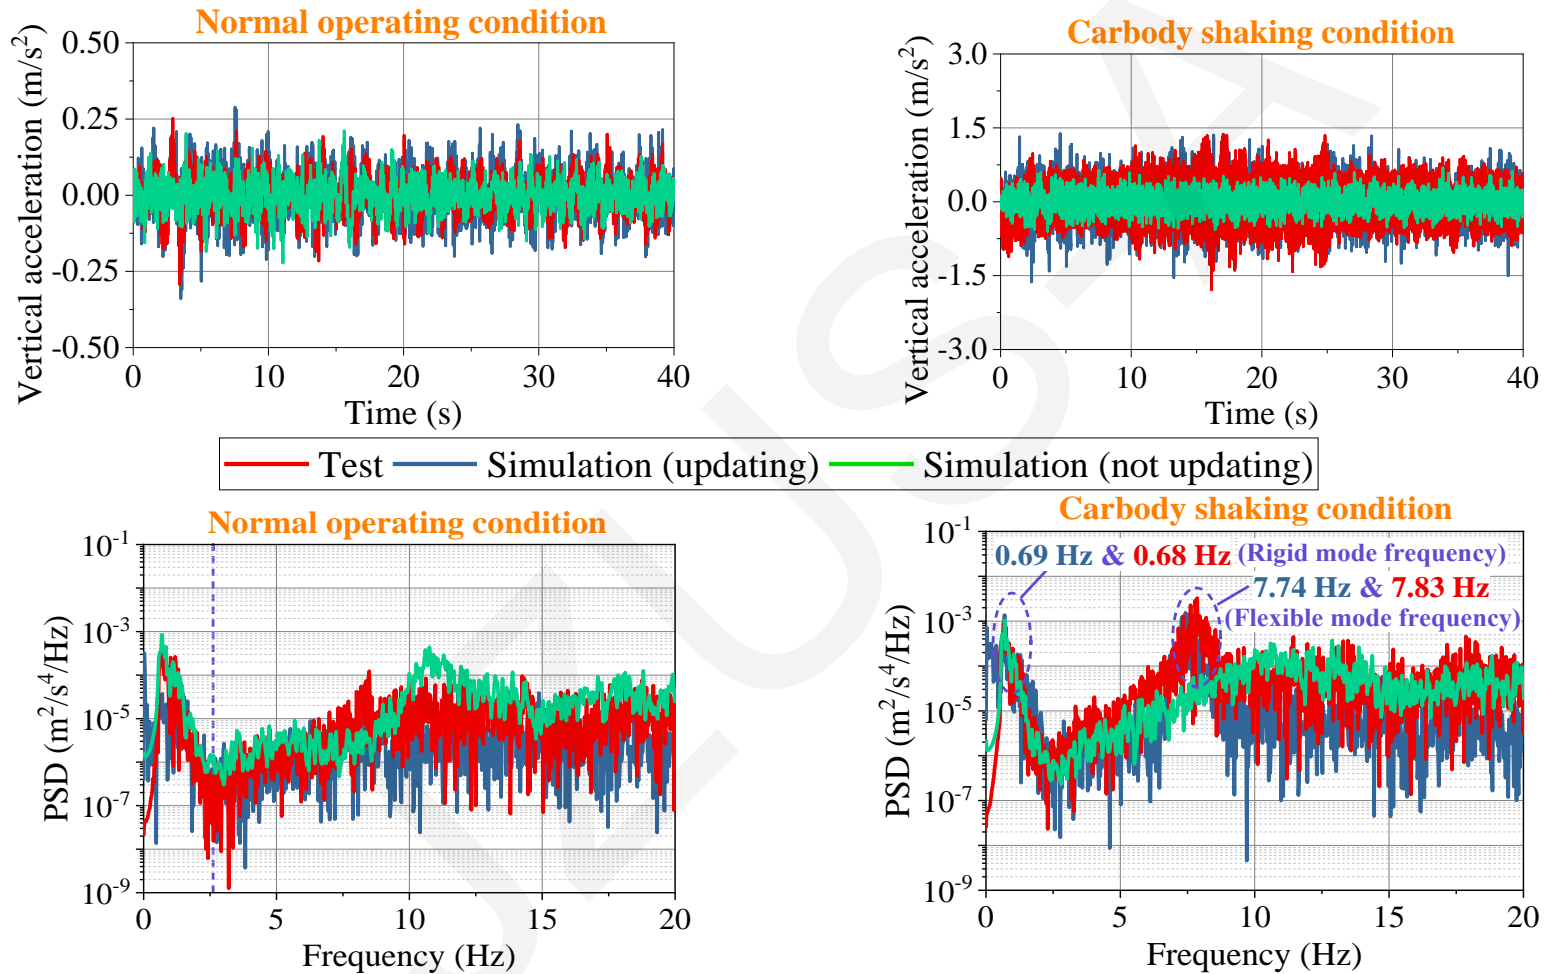 Normal operating condition
Vertical acceleration (m/s²)
0.50
0.25
0.00
-0.25
-0.50
0 10 20 30 40
Time (s)
Carbody shaking condition
Vertical acceleration (m/s²)
3.0
1.5
0.0
-1.5
-3.0
0 10 20 30 40
Time (s)
Test Simulation (updating) Simulation (not updating)
Normal operating condition
PSD (m²/s⁴/Hz)
10⁻¹
10⁻³
10⁻⁵
10⁻⁷
10⁻⁹
0 5 10 15 20
Frequency (Hz)
Carbody shaking condition
PSD (m²/s⁴/Hz)
10⁻¹
10⁻³
10⁻⁵
10⁻⁷
10⁻⁹
0.69 Hz & 0.68 Hz (Rigid mode frequency)
7.74 Hz & 7.83 Hz
(Flexible mode frequency)
0 5 10 15 20
Frequency (Hz)
JZUS-A